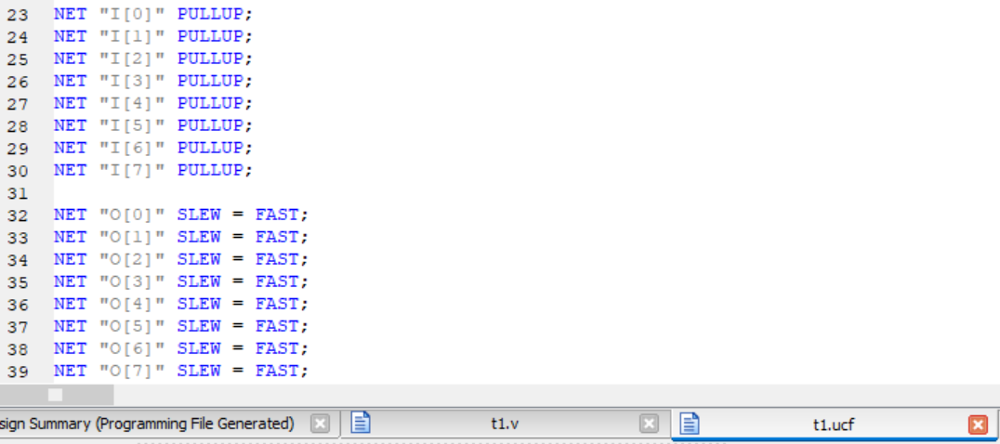 23 NET "I[0]" PULLUP;
24 NET "I[1]" PULLUP;
25 NET "I[2]" PULLUP;
26 NET "I[3]" PULLUP;
27 NET "I[4]" PULLUP;
28 NET "I[5]" PULLUP;
29 NET "I[6]" PULLUP;
30 NET "I[7]" PULLUP;
31
32 NET "O[0]" SLEW = FAST;
33 NET "O[1]" SLEW = FAST;
34 NET "O[2]" SLEW = FAST;
35 NET "O[3]" SLEW = FAST;
36 NET "O[4]" SLEW = FAST;
37 NET "O[5]" SLEW = FAST;
38 NET "O[6]" SLEW = FAST;
39 NET "O[7]" SLEW = FAST;
sign Summary (Programming File Generated) t1.v t1.ucf